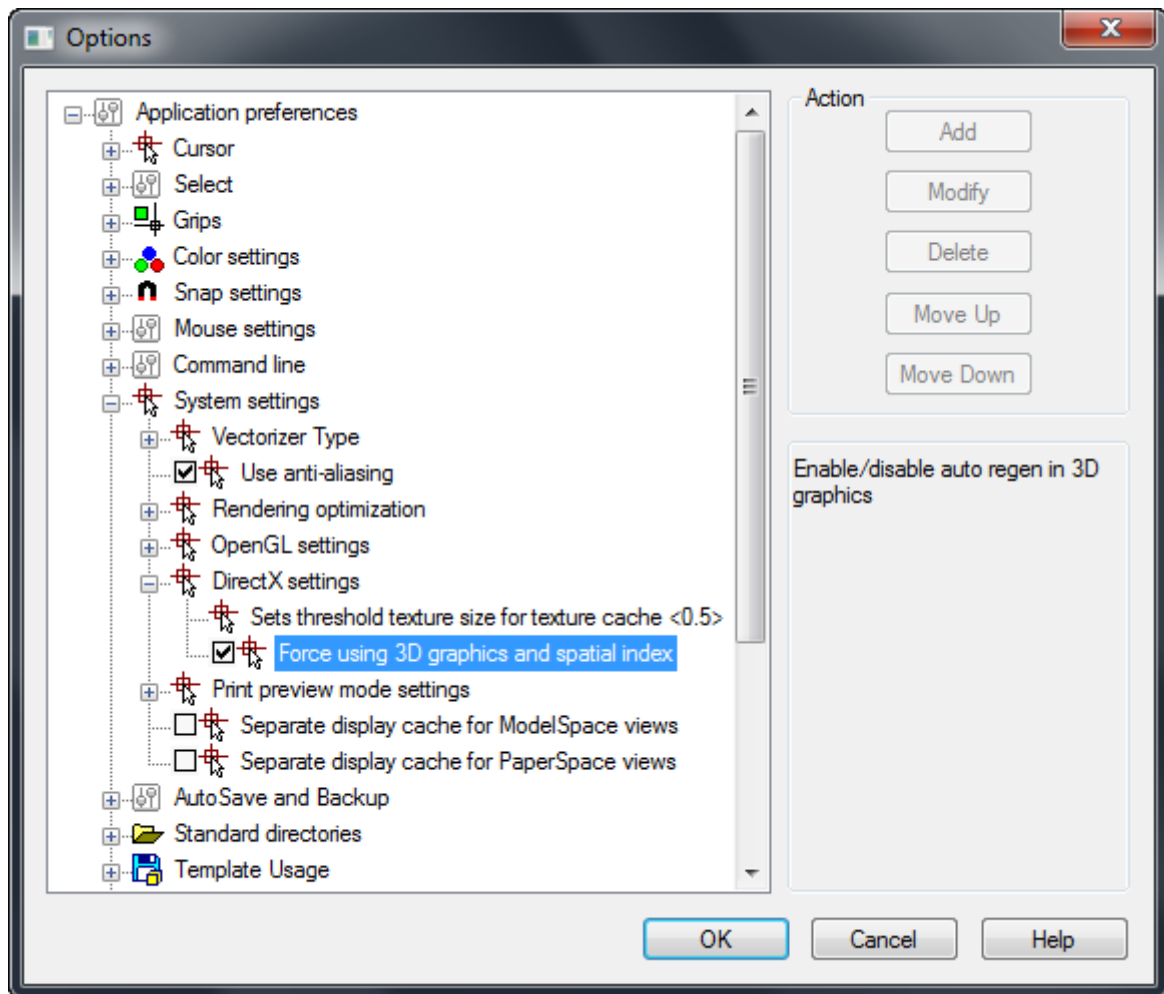 Options
Application preferences
Cursor
Select
Grips
Color settings
Snap settings
Mouse settings
Command line
System settings
Vectorizer Type
Use anti-aliasing
Rendering optimization
OpenGL settings
DirectX settings
Sets threshold texture size for texture cache <0.5>
Force using 3D graphics and spatial index
Print preview mode settings
Separate display cache for ModelSpace views
Separate display cache for PaperSpace views
AutoSave and Backup
Standard directories
Template Usage
Action
Add
Modify
Delete
Move Up
Move Down
Enable/disable auto regen in 3D
graphics
OK
Cancel
Help